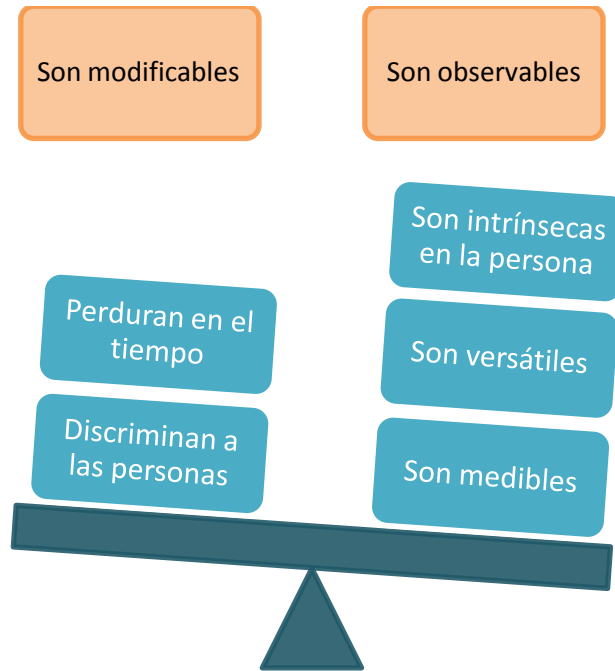 Son modificables
Son observables
Son intrínsecas
en la persona
Perduran en el
tiempo
Son versátiles
Discriminan a
las personas
Son medibles